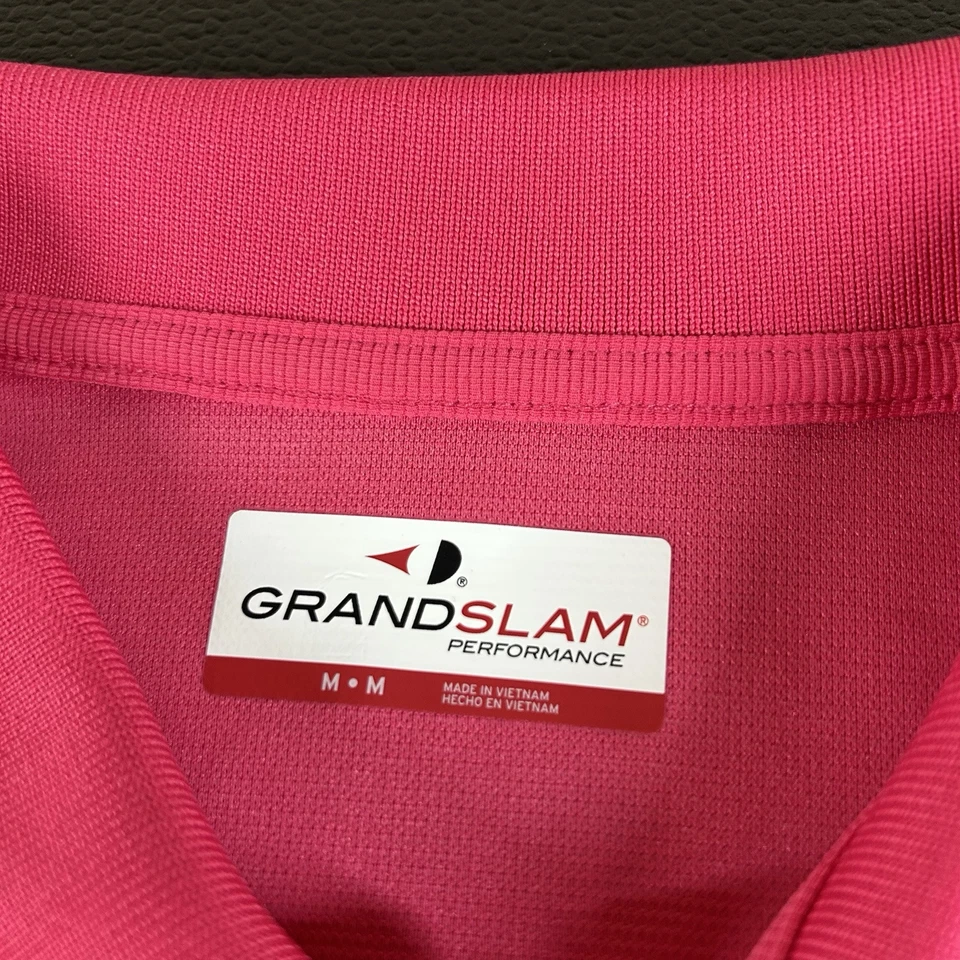 ®
GRANDSLAM®
PERFORMANCE
M • M
MADE IN VIETNAM
HECHO EN VIETNAM